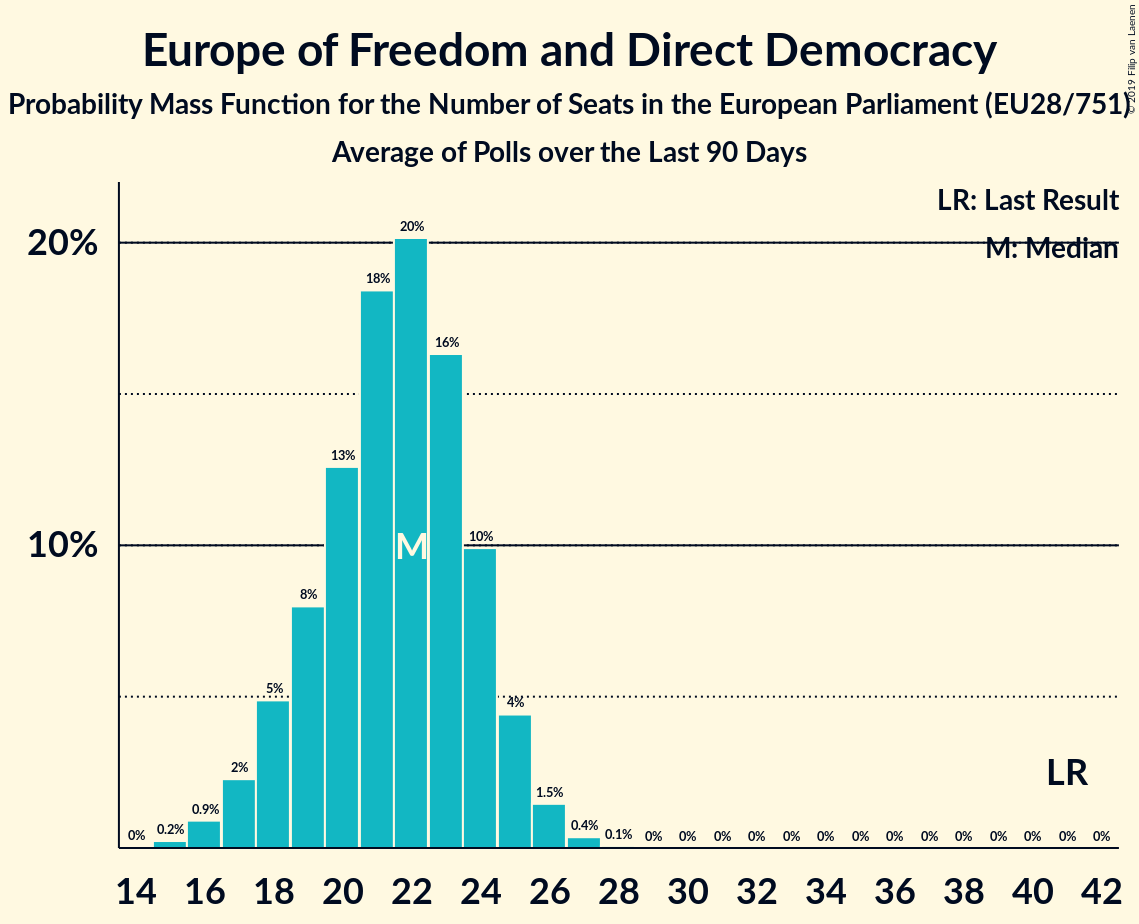 Europe of Freedom and Direct Democracy
Probability Mass Function for the Number of Seats in the European Parliament (EU28/751)
Average of Polls over the Last 90 Days
© 2019 Filip van Laenen
LR: Last Result
M: Median
20%
10%
0% 0.2% 0.9% 2% 5% 8% 13% 18% 20% 16% 10% 4% 1.5% 0.4% 0.1% 0% 0% 0% 0% 0% 0% 0% 0% 0% 0% 0% 0% 0% 0%
M
LR
14 16 18 20 22 24 26 28 30 32 34 36 38 40 42